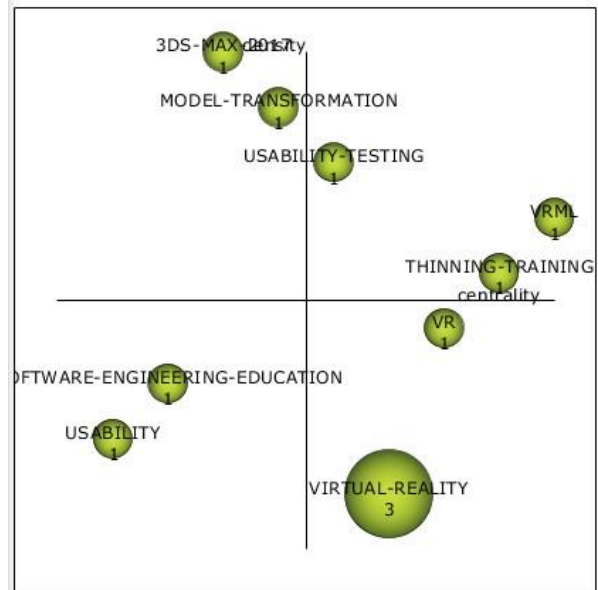 3DS-MAX-2017
density
1
MODEL-TRANSFORMATION
1
USABILITY-TESTING
1
VRML
1
THINNING-TRAINING
1
centrality
VR
1
OFTWARE-ENGINEERING-EDUCATION
1
USABILITY
1
VIRTUAL-REALITY
3